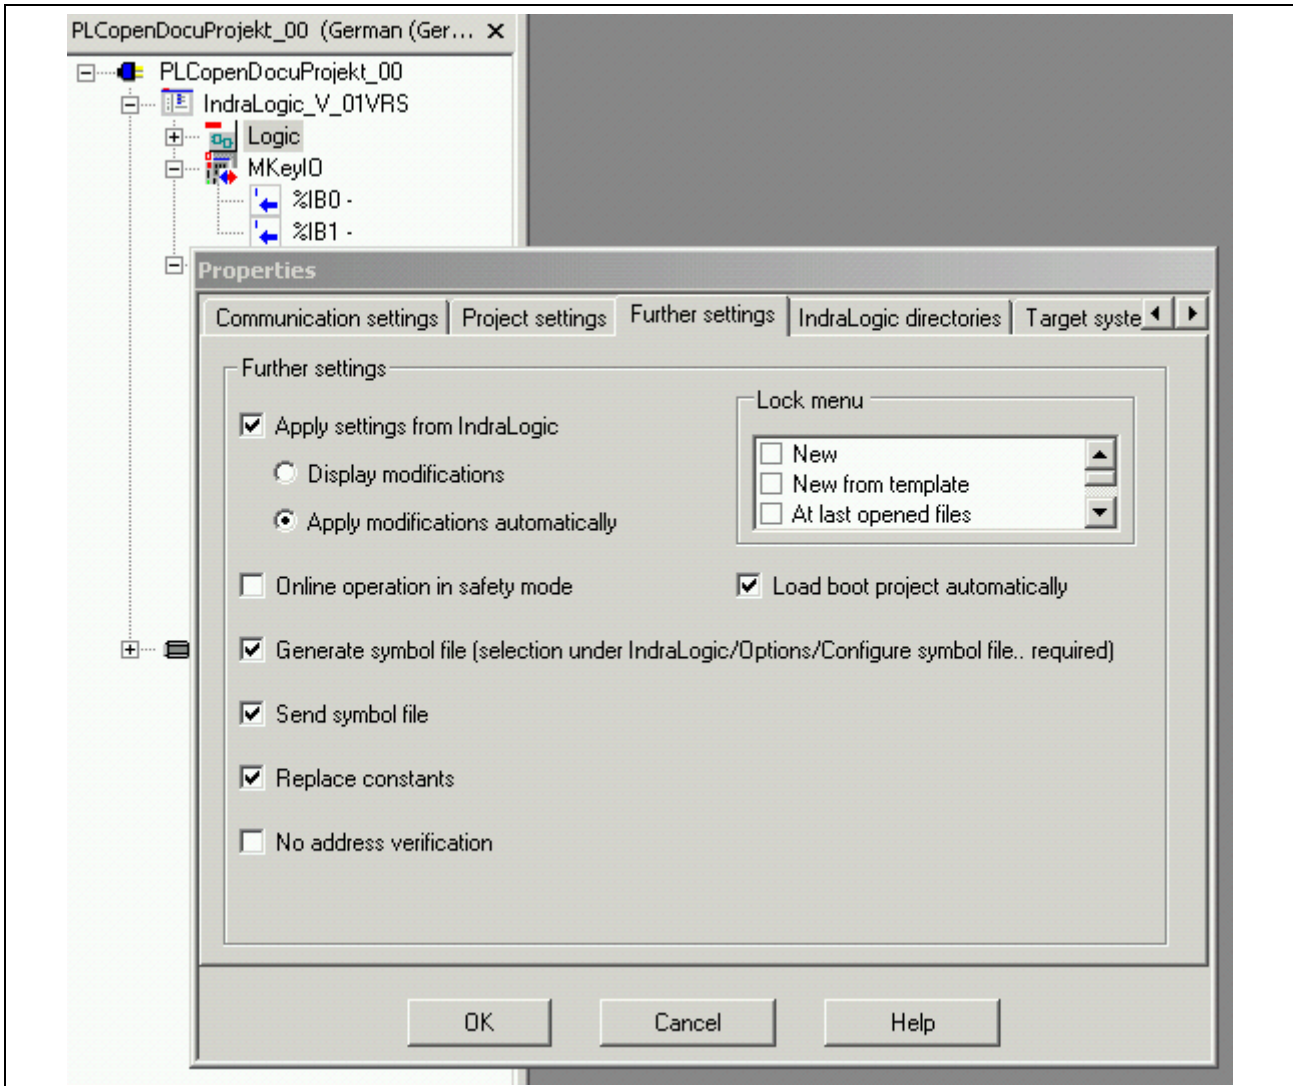 PLCopenDocuProjekt_00 (German (Ger...
PLCopenDocuProjekt_00
IndraLogic_V_01VRS
Logic
MKeyIO
%IB0 -
%IB1 -
Properties
Communication settings
Project settings
Further settings
IndraLogic directories
Target syste
Further settings
Apply settings from IndraLogic
Display modifications
Apply modifications automatically
Lock menu
New
New from template
At last opened files
Online operation in safety mode
Load boot project automatically
Generate symbol file (selection under IndraLogic/Options/Configure symbol file.. required)
Send symbol file
Replace constants
No address verification
OK
Cancel
Help